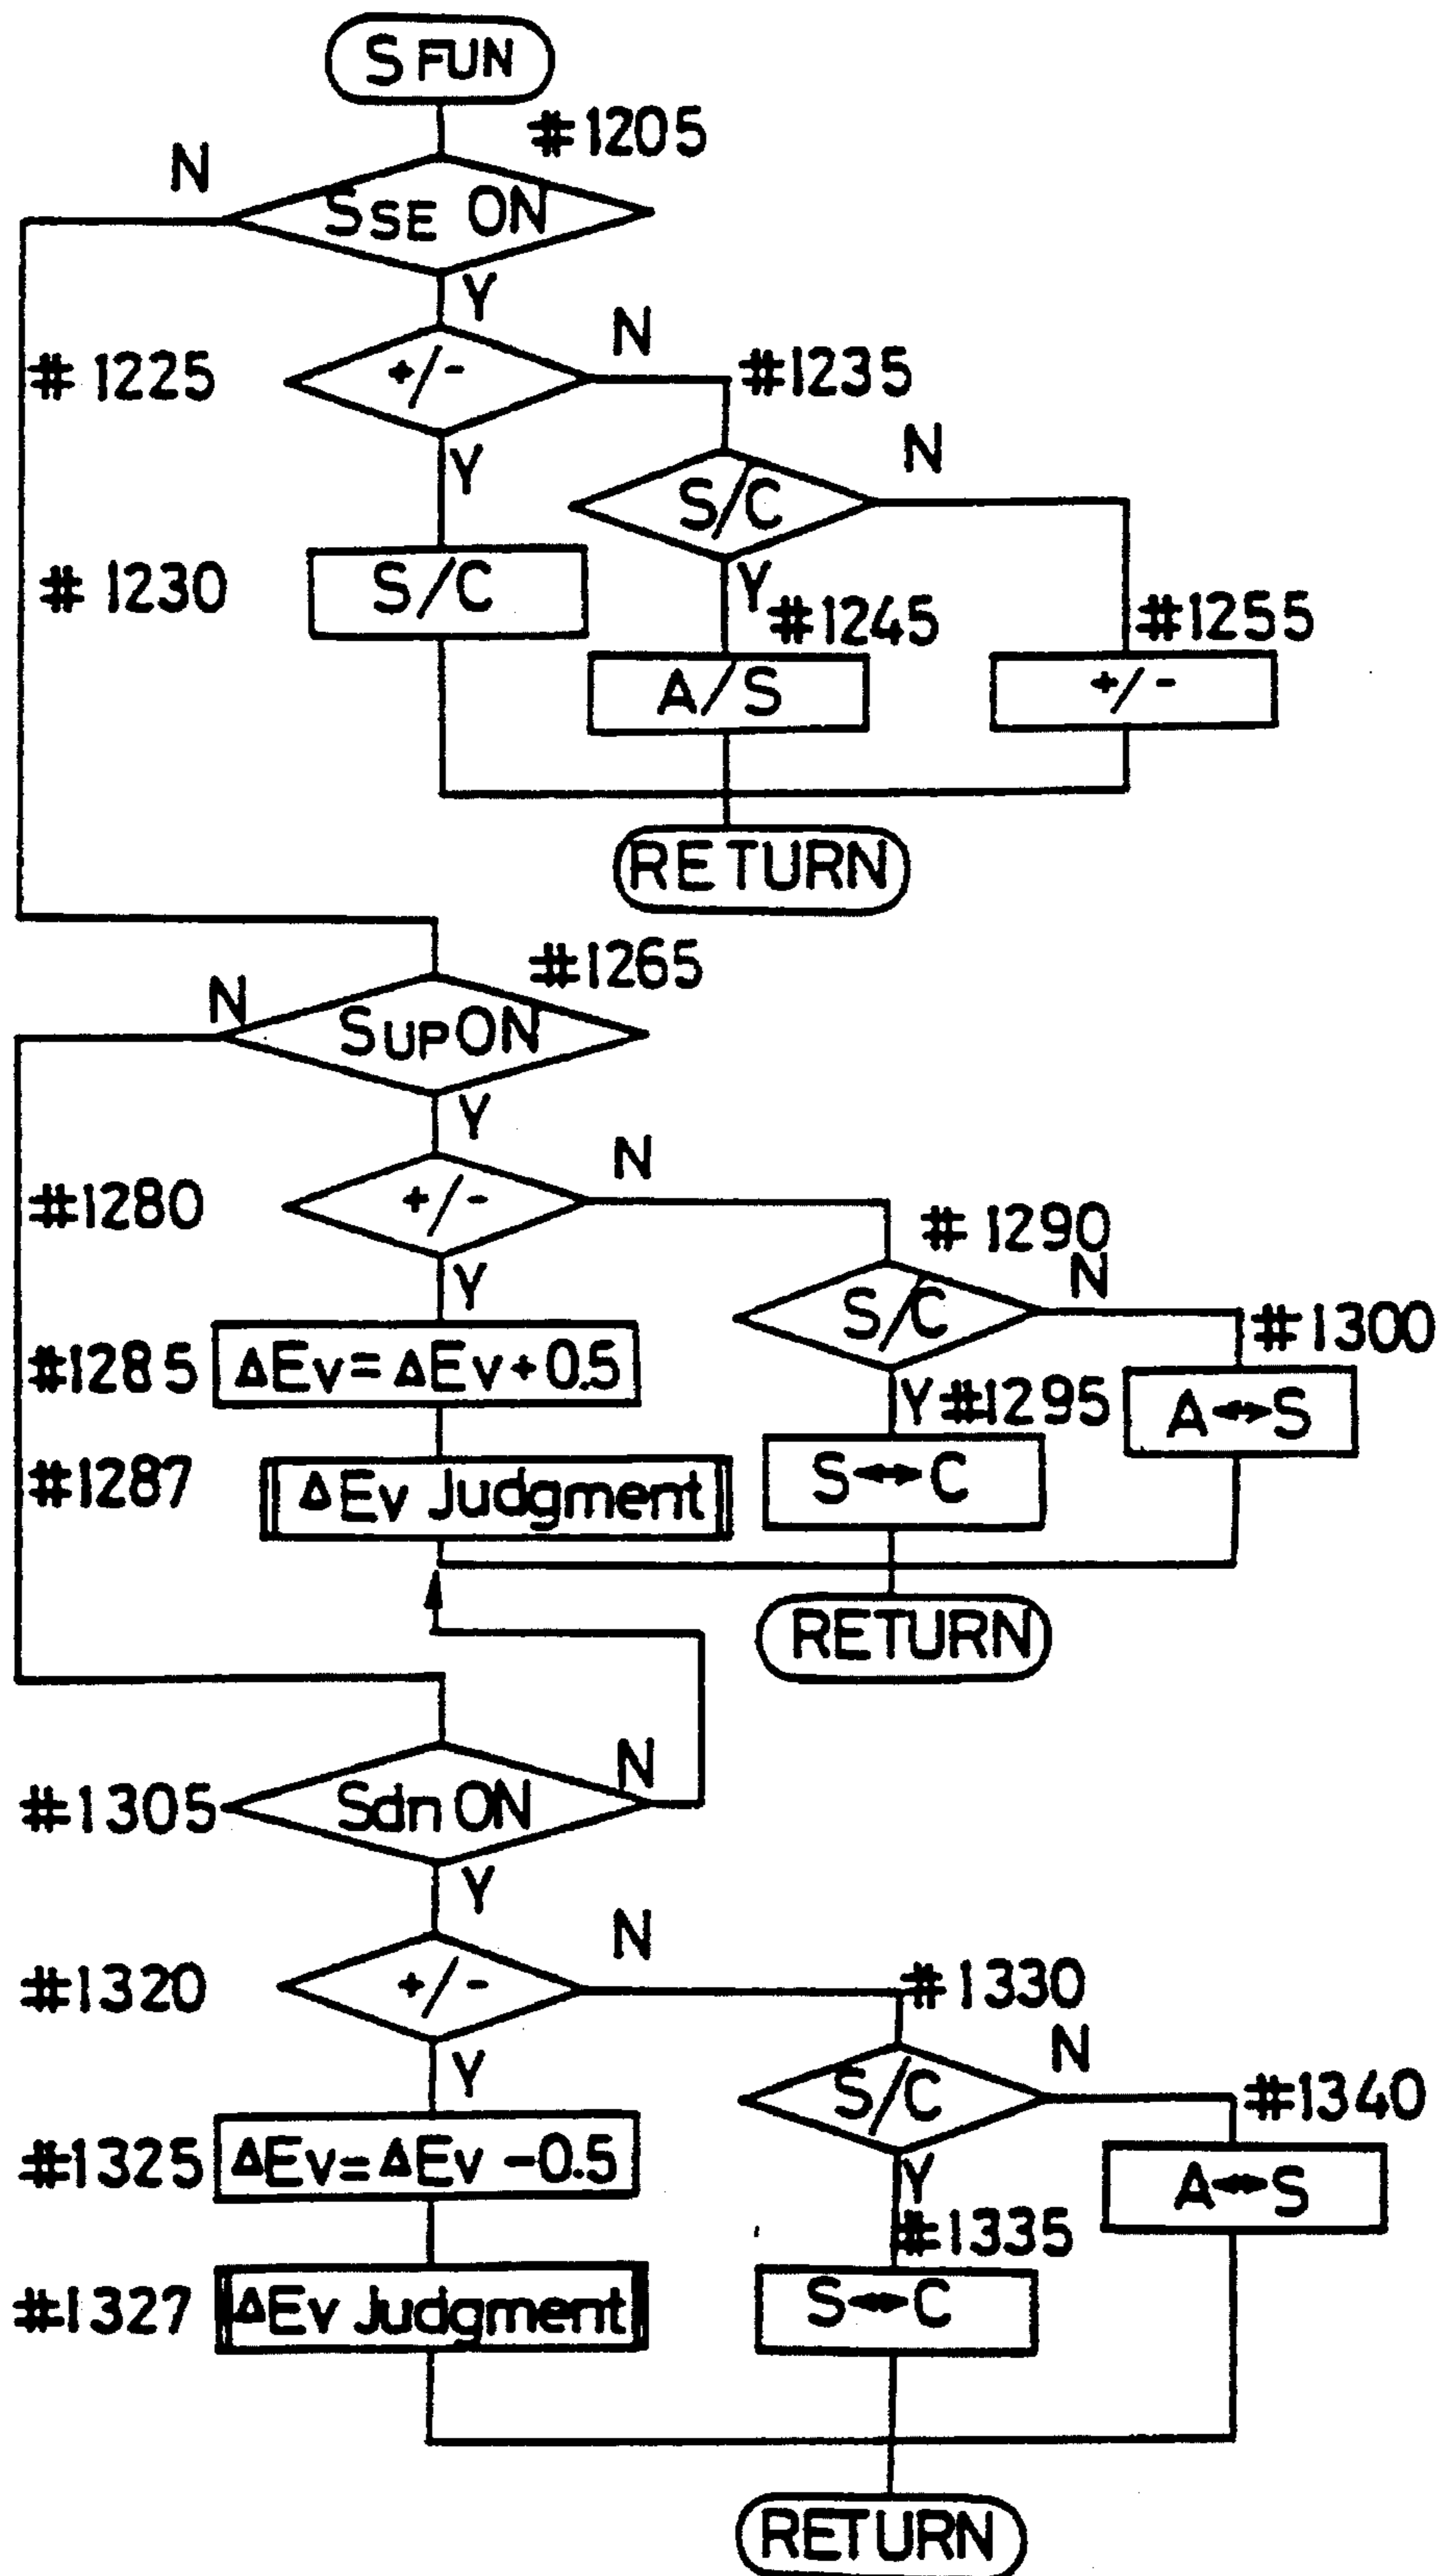 S FUN
#1205
N
SSE ON
Y
N
# 1225
+/-
#1235
Y
N
S/C
# 1230
S/C
Y
#1245
#1255
A/S
+/-
RETURN
#1265
N
SUP ON
Y
N
#1280
+/-
# 1290
Y
N
S/C
#1300
#1285
ΔEv = ΔEv + 0.5
Y #1295
A↔S
#1287
ΔEv Judgment
S↔C
RETURN
N
#1305
Sdn ON
Y
N
#1320
+/-
#1330
Y
N
S/C
#1340
#1325
ΔEv = ΔEv - 0.5
Y
A↔S
#1335
#1327
ΔEv Judgment
S↔C
RETURN